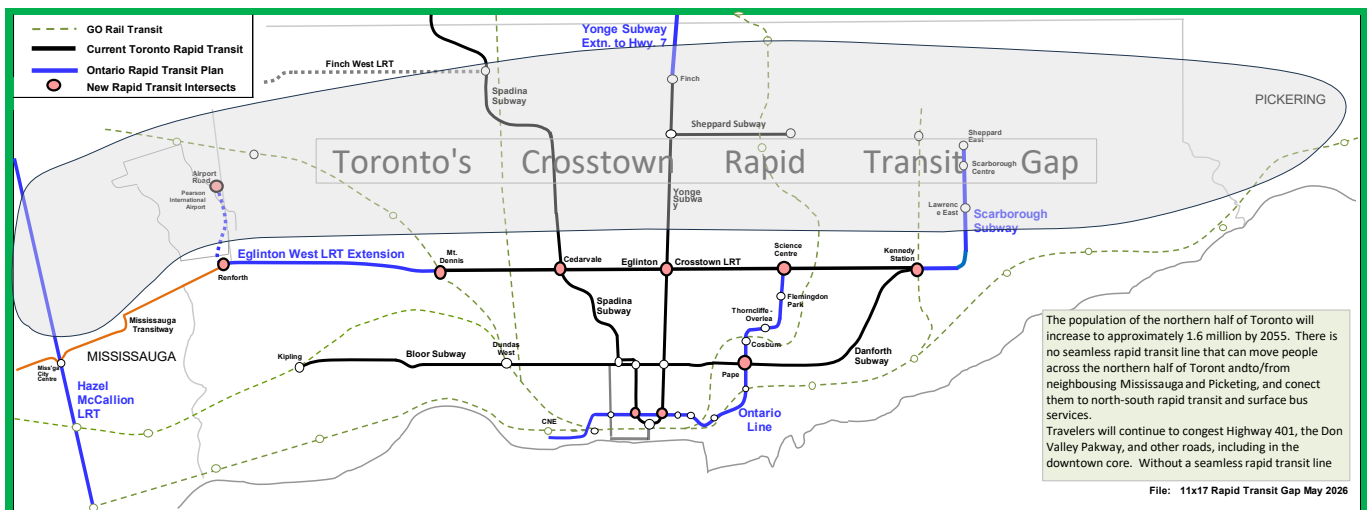 GO Rail Transit
Current Toronto Rapid Transit
Ontario Rapid Transit Plan
New Rapid Transit Intersects
Yonge Subway
Extn. to Hwy. 7
Finch West LRT
Spadina
Subway
Finch
PICKERING
Sheppard Subway
Sheppard
East
Toronto's Crosstown Rapid Transit Gap
Scarborough
Centre
Airport
Road
Pearson
International
Airport
Yonge
Subwa
y
Lawrenc
e East
Scarborough
Subway
Eglinton West LRT Extension
Mt.
Dennis
Cedarvale
Eglinton
Crosstown LRT
Science
Centre
Kennedy
Station
Renforth
Spadina
Subway
Flemingdon
Park
Thorncliffe-
Overlea
Cosburn
Mississauga
Transitway
MISSISSAUGA
Miss'ga
City
Centre
Kipling
Bloor Subway
Dundas
West
Pape
Danforth
Subway
Hazel
McCallion
LRT
CNE
Ontario
Line
The population of the northern half of Toronto will
increase to approximately 1.6 million by 2055. There is
no seamless rapid transit line that can move people
across the northern half of Toront andto/from
neighbouring Mississauga and Picketing, and conect
them to north-south rapid transit and surface bus
services.
Travelers will continue to congest Highway 401, the Don
Valley Pakway, and other roads, including in the
downtown core. Without a seamless rapid transit line
File: 11x17 Rapid Transit Gap May 2026